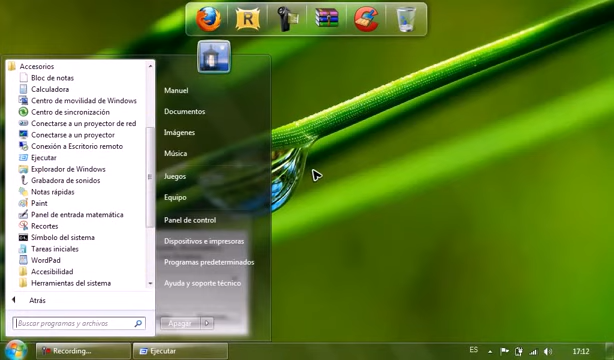 Accesorios
Bloc de notas
Calculadora
Centro de movilidad de Windows
Centro de sincronización
Conectarse a un proyector de red
Conectarse a un proyector
Conexión a Escritorio remoto
Ejecutar
Explorador de Windows
Grabadora de sonidos
Notas rápidas
Paint
Panel de entrada matemática
Recortes
Símbolo del sistema
Tareas iniciales
WordPad
Accesibilidad
Herramientas del sistema
Atrás
Buscar programas y archivos
Manuel
Documentos
Imágenes
Música
Juegos
Equipo
Panel de control
Dispositivos e impresoras
Programas predeterminados
Ayuda y soporte técnico
Apagar
R
Recording...
Ejecutar
ES
17:12